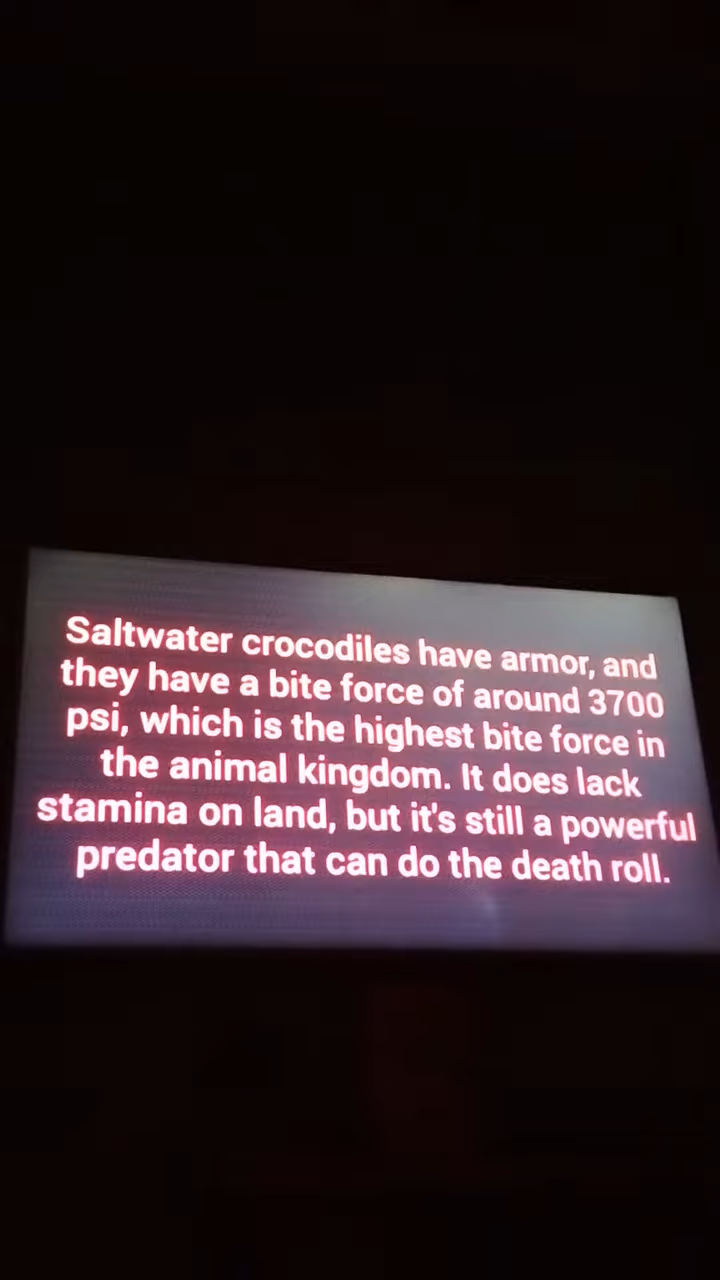 Saltwater crocodiles have armor, and
they have a bite force of around 3700
psi, which is the highest bite force in
the animal kingdom. It does lack
stamina on land, but it's still a powerful
predator that can do the death roll.